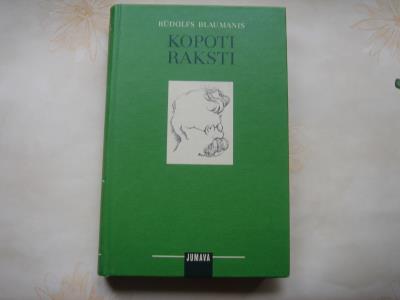 RŪDOLFS BLAUMANIS
KOPOTI
RAKSTI
JUMAVA